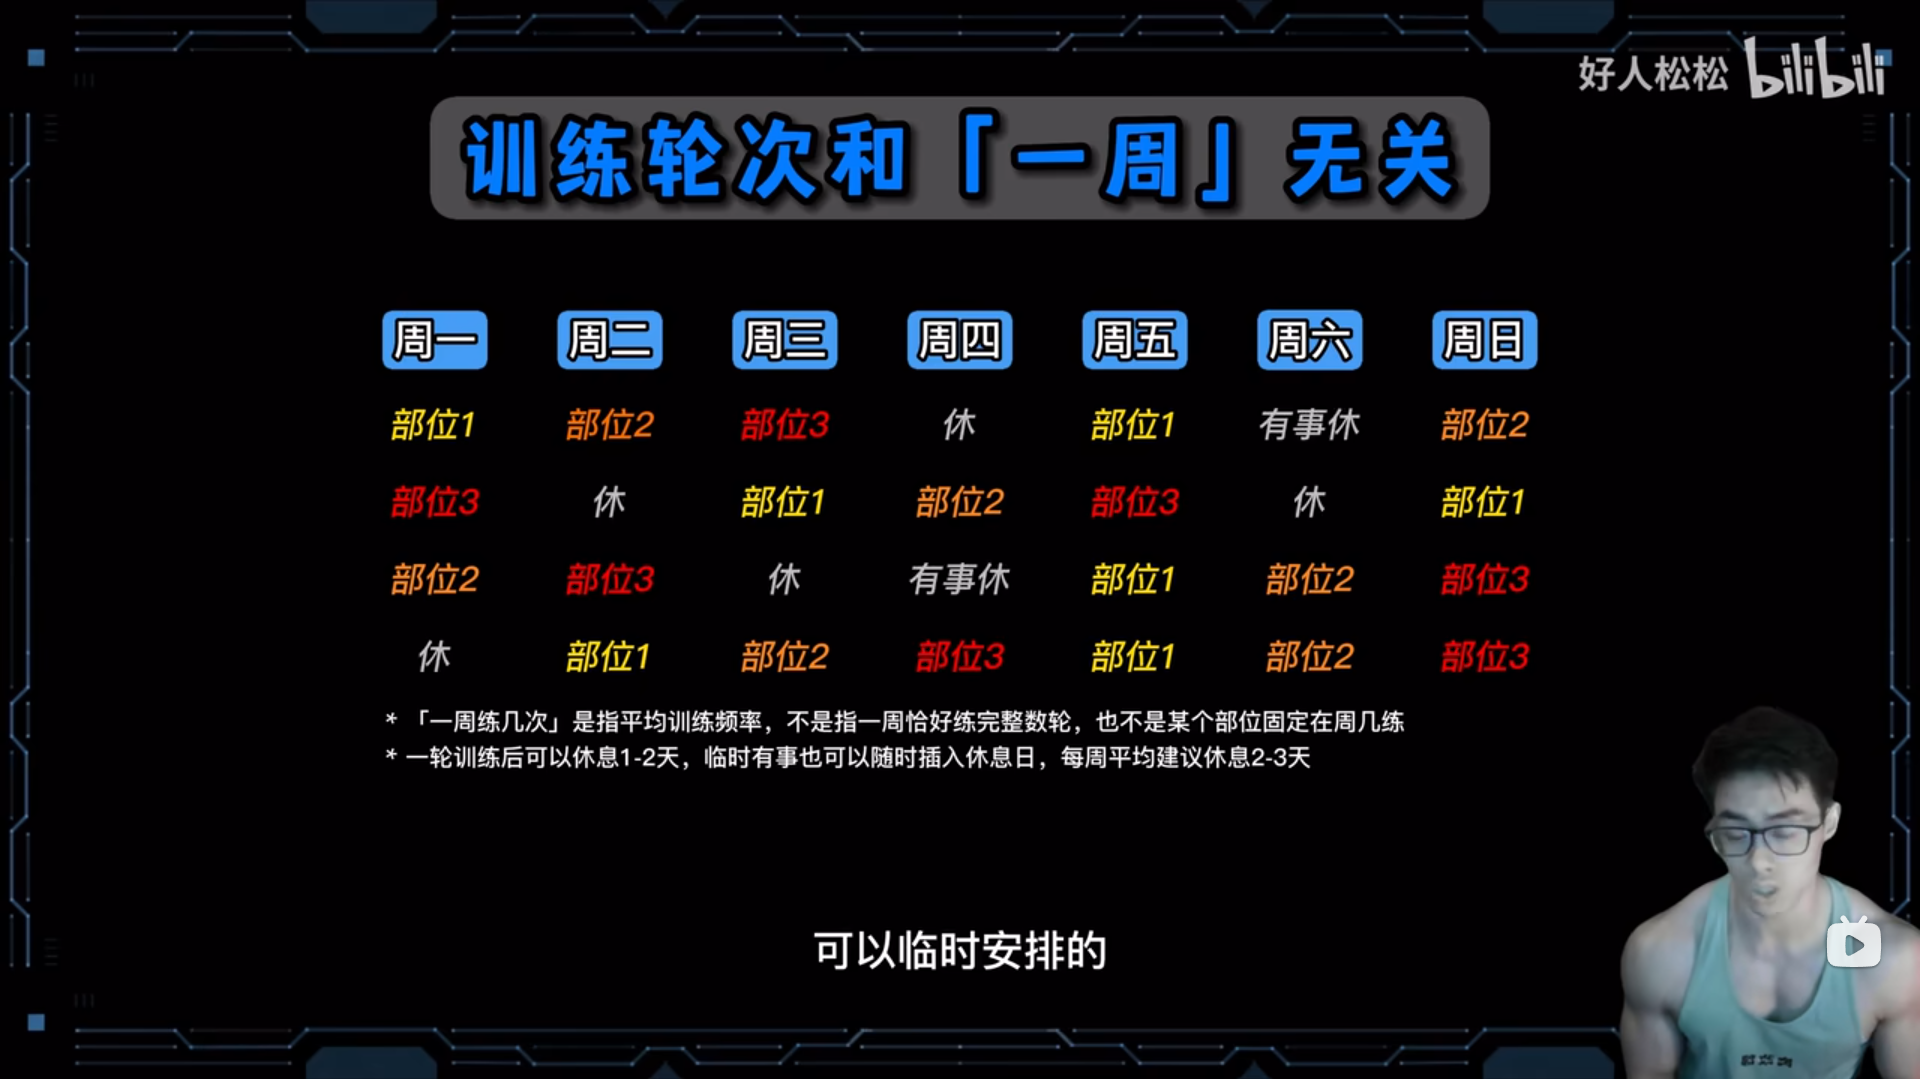 好人松松 bilibili
训练轮次和「一周」无关
周一 周二 周三 周四 周五 周六 周日
部位1 部位2 部位3 休 部位1 有事休 部位2
部位3 休 部位1 部位2 部位3 休 部位1
部位2 部位3 休 有事休 部位1 部位2 部位3
休 部位1 部位2 部位3 部位1 部位2 部位3
* 「一周练几次」是指平均训练频率，不是指一周恰好练完整数轮，也不是某个部位固定在周几练
* 一轮训练后可以休息1-2天，临时有事也可以随时插入休息日，每周平均建议休息2-3天
可以临时安排的